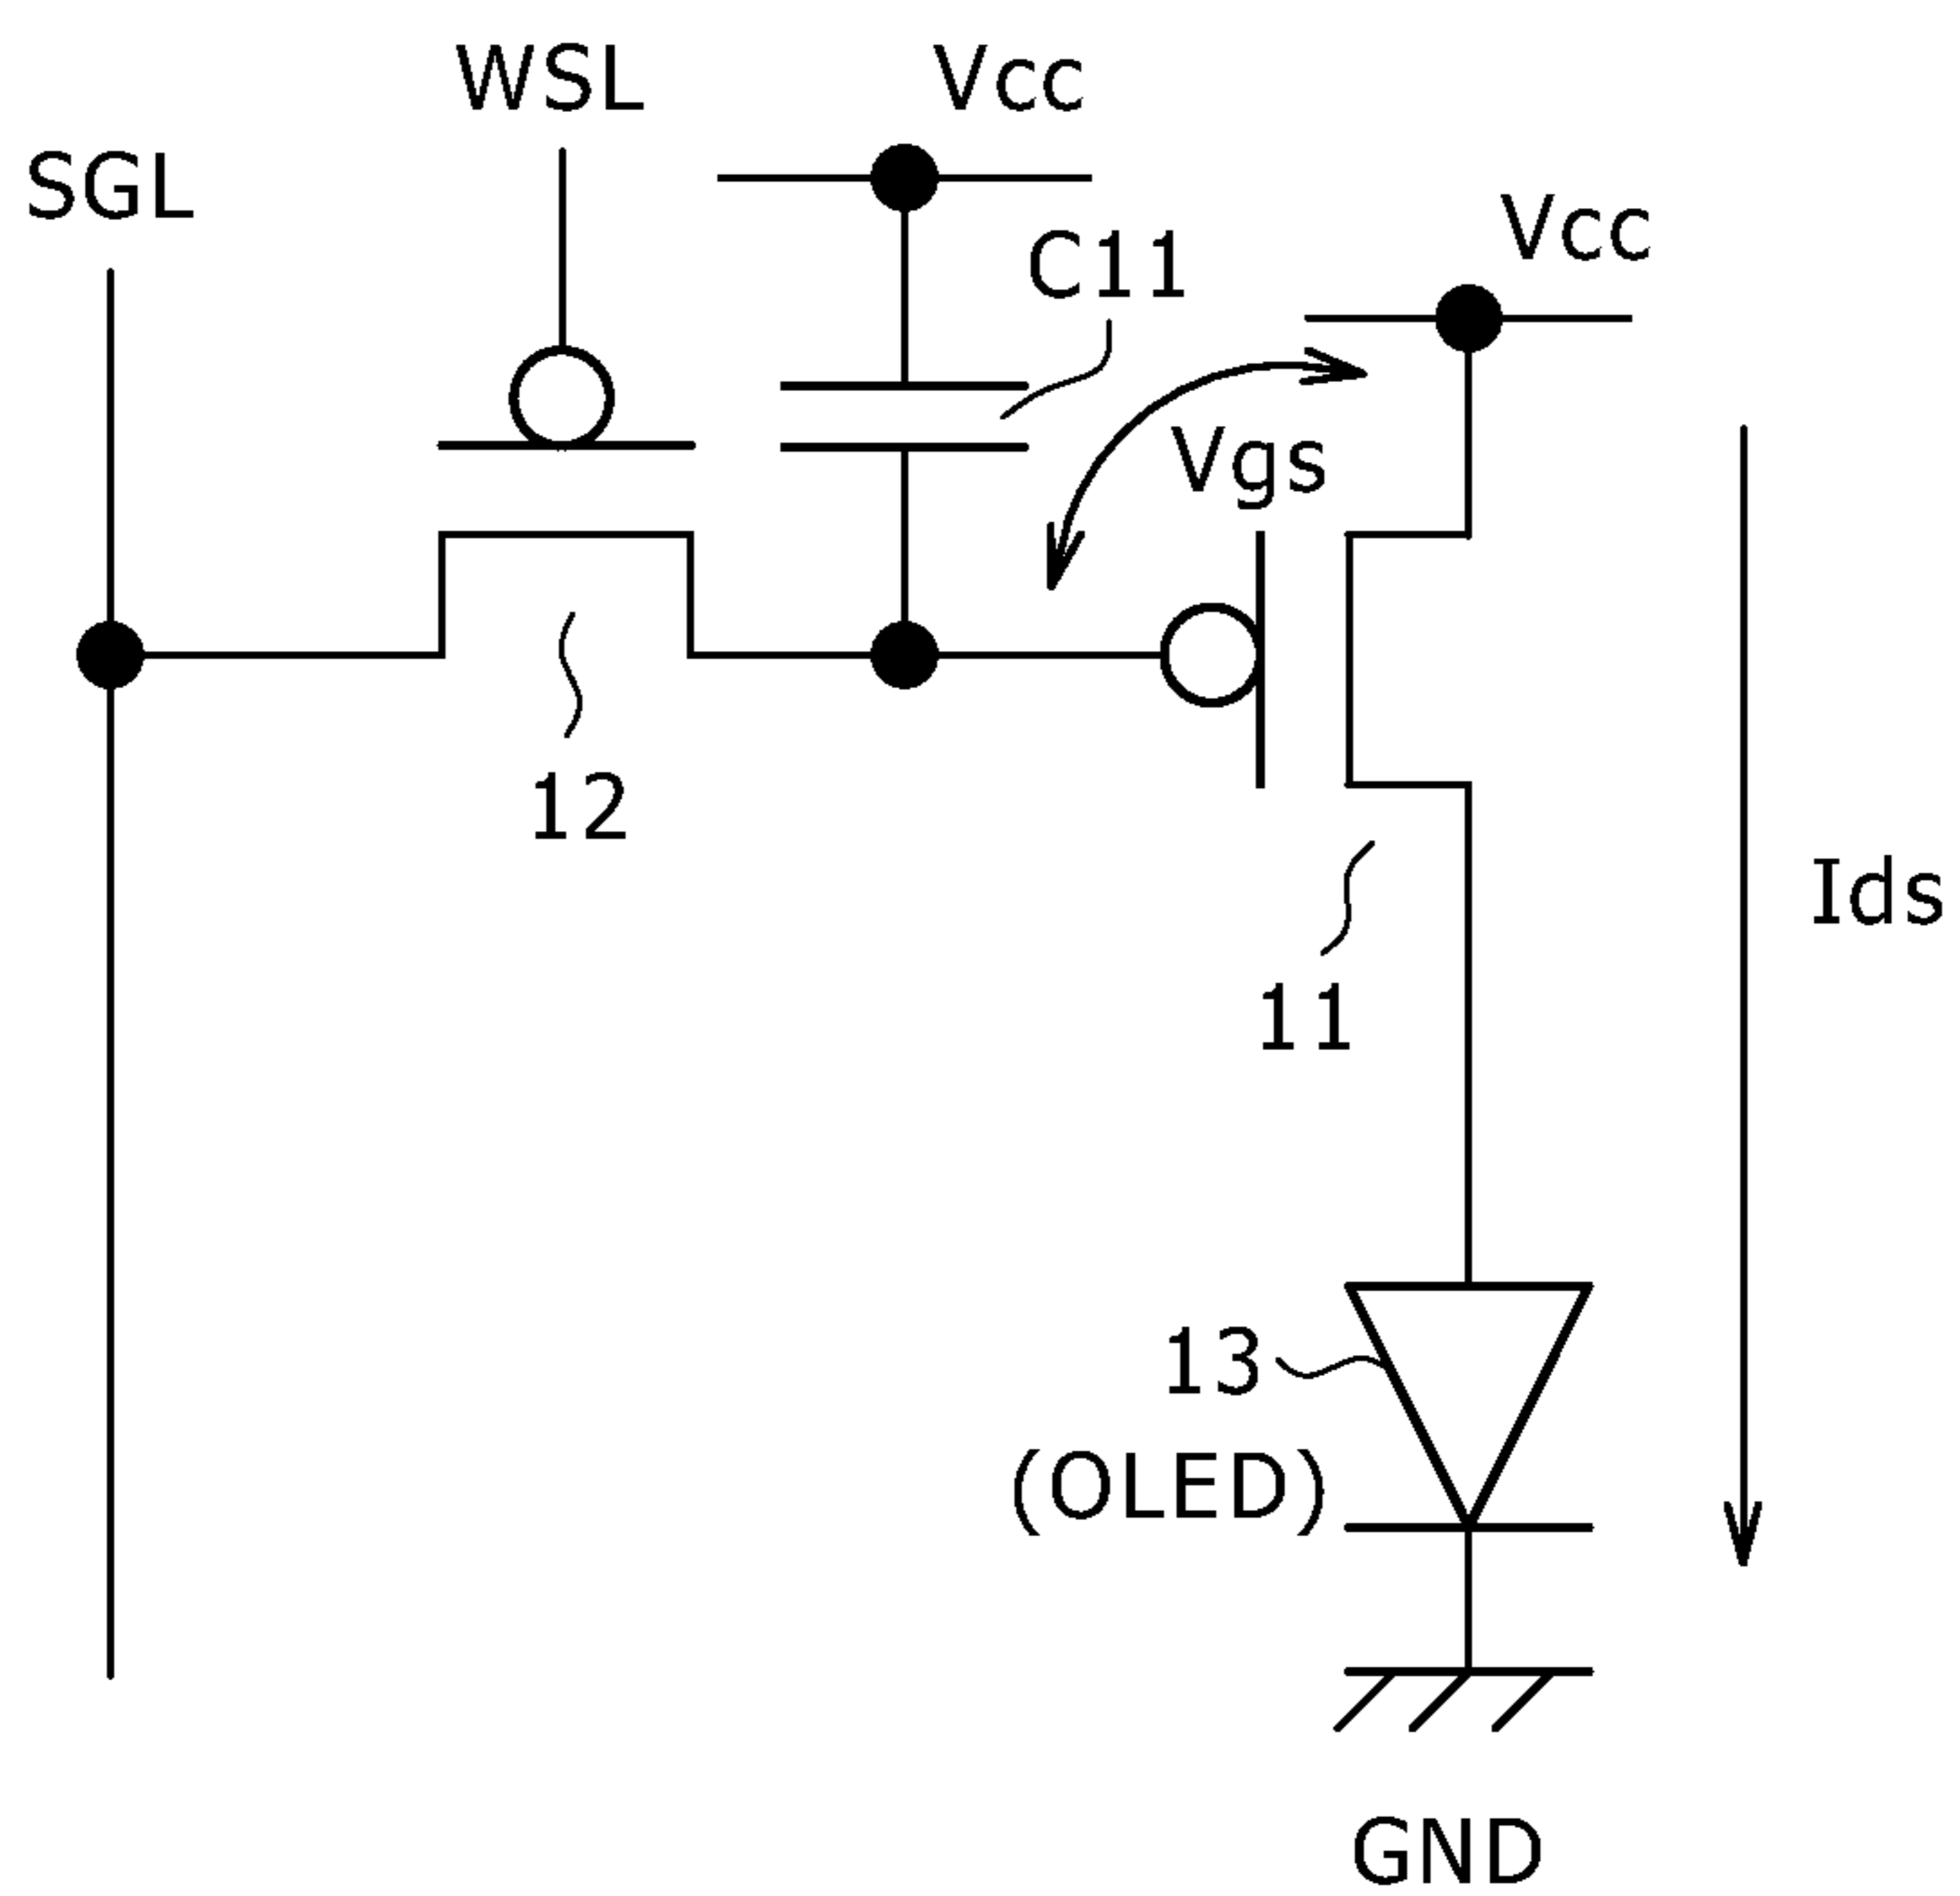 WSL
Vcc
SGL
Vcc
C11
Vgs
12
Ids
11
13
(OLED)
GND